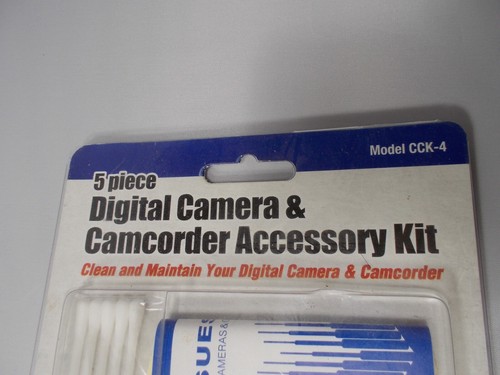 Model CCK-4
5 piece
Digital Camera &
Camcorder Accessory Kit
Clean and Maintain Your Digital Camera & Camcorder